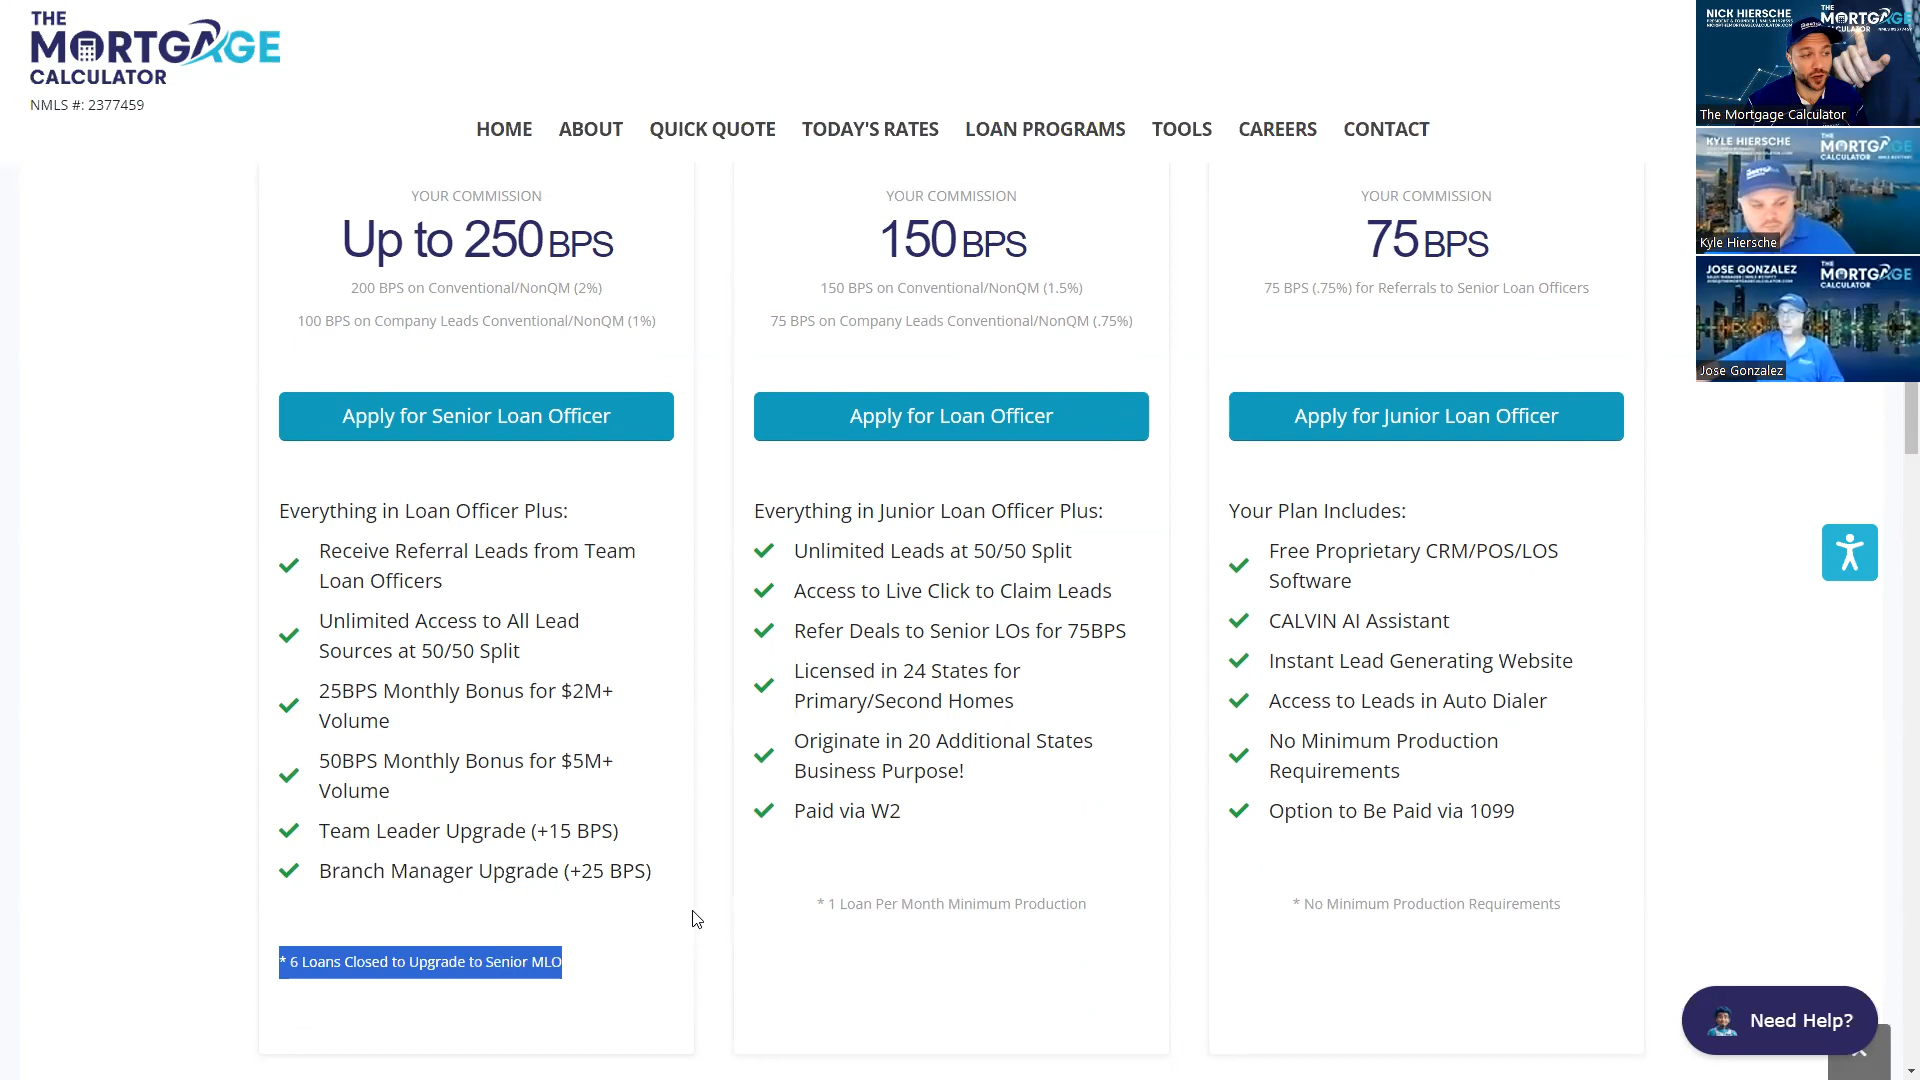 THE
MORTGAGE
CALCULATOR
NMLS #: 2377459
HOME ABOUT QUICK QUOTE TODAY'S RATES LOAN PROGRAMS TOOLS CAREERS CONTACT
YOUR COMMISSION
Up to 250 BPS
200 BPS on Conventional/NonQM (2%)
100 BPS on Company Leads Conventional/NonQM (1%)
Apply for Senior Loan Officer
Everything in Loan Officer Plus:
Receive Referral Leads from Team
Loan Officers
Unlimited Access to All Lead
Sources at 50/50 Split
25BPS Monthly Bonus for $2M+
Volume
50BPS Monthly Bonus for $5M+
Volume
Team Leader Upgrade (+15 BPS)
Branch Manager Upgrade (+25 BPS)
* 6 Loans Closed to Upgrade to Senior MLO
YOUR COMMISSION
150 BPS
150 BPS on Conventional/NonQM (1.5%)
75 BPS on Company Leads Conventional/NonQM (.75%)
Apply for Loan Officer
Everything in Junior Loan Officer Plus:
Unlimited Leads at 50/50 Split
Access to Live Click to Claim Leads
Refer Deals to Senior LOs for 75BPS
Licensed in 24 States for
Primary/Second Homes
Originate in 20 Additional States
Business Purpose!
Paid via W2
* 1 Loan Per Month Minimum Production
YOUR COMMISSION
75 BPS
75 BPS (.75%) for Referrals to Senior Loan Officers
Apply for Junior Loan Officer
Your Plan Includes:
Free Proprietary CRM/POS/LOS
Software
CALVIN AI Assistant
Instant Lead Generating Website
Access to Leads in Auto Dialer
No Minimum Production
Requirements
Option to Be Paid via 1099
* No Minimum Production Requirements
NICK HIERSCHE
THE
MORTGAGE
CALCULATOR
The Mortgage Calculator
KYLE HIERSCHE
THE
MORTGAGE
CALCULATOR
Kyle Hiersche
JOSE GONZALEZ
THE
MORTGAGE
CALCULATOR
Jose Gonzalez
Need Help?